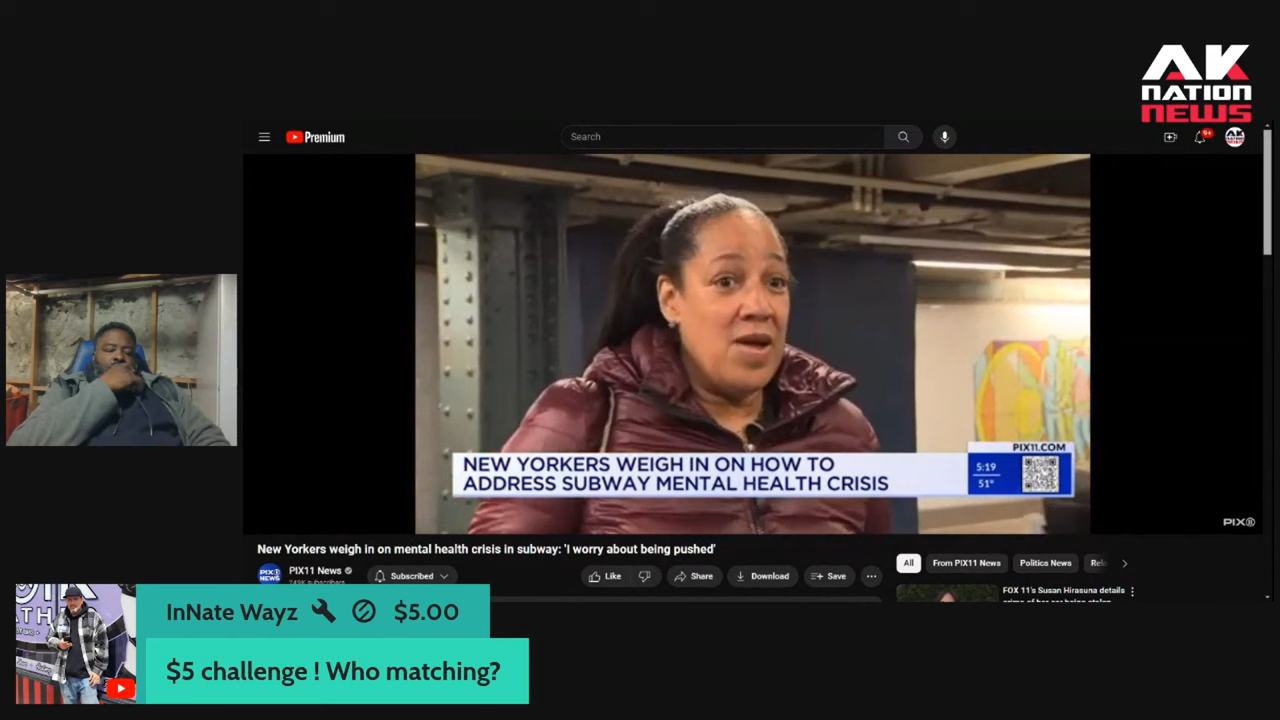 AK
NATION
NEWS
Premium
Search
9+
PIX11.COM
NEW YORKERS WEIGH IN ON HOW TO
ADDRESS SUBWAY MENTAL HEALTH CRISIS
5:19
51°
PIX11
New Yorkers weigh in on mental health crisis in subway: 'I worry about being pushed'
PIX11 News
Subscribed
Like
Share
Download
Save
All
From PIX11 News
Politics News
FOX 11's Susan Hirasuna details
InNate Wayz $5.00
$5 challenge ! Who matching?